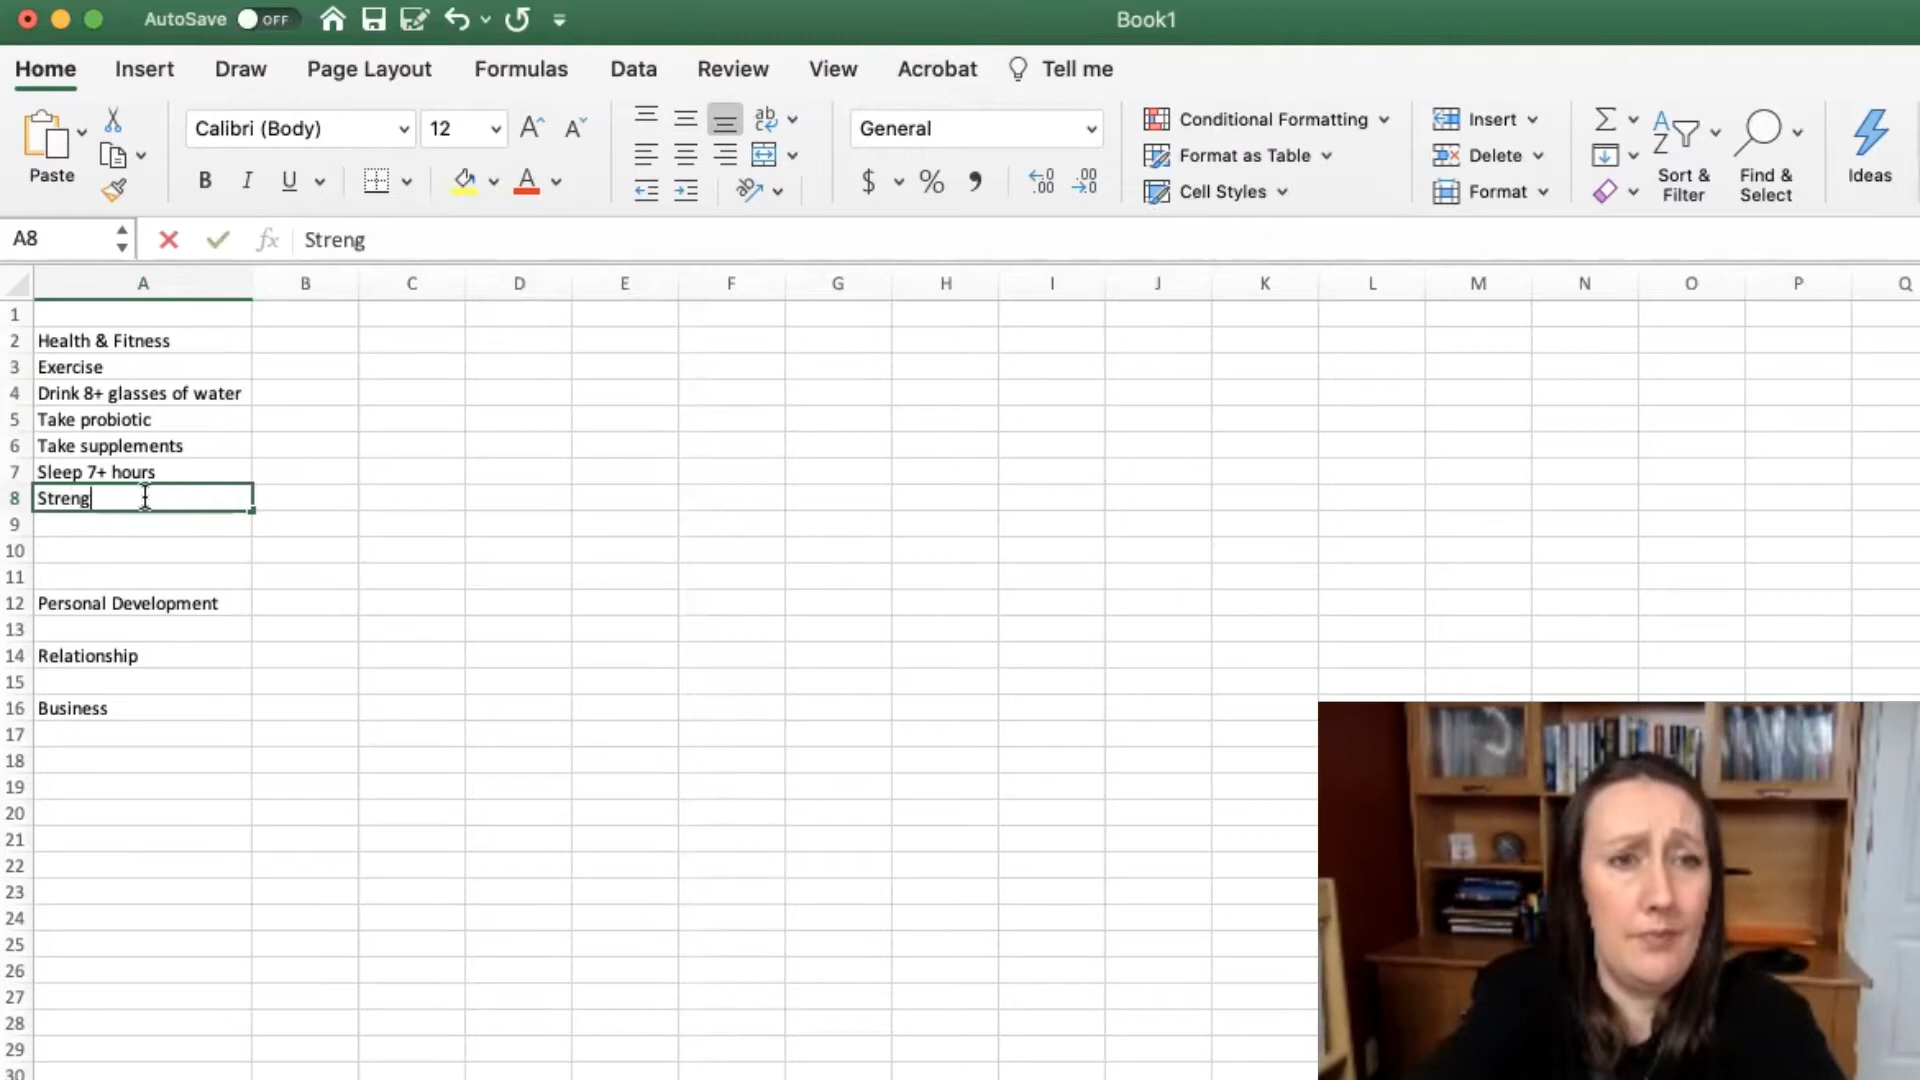 AutoSave OFF
Book1
Home Insert Draw Page Layout Formulas Data Review View Acrobat Tell me
Paste
Calibri (Body) 12 A^ A˅
B I U A
ab c
General
$ % , .00 .00
Conditional Formatting
Format as Table
Cell Styles
Insert
Delete
Format
Sort & Filter
Find & Select
Ideas
A8 fx Streng
A B C D E F G H I J K L M N O P Q
1
2 Health & Fitness
3 Exercise
4 Drink 8+ glasses of water
5 Take probiotic
6 Take supplements
7 Sleep 7+ hours
8 Streng
9
10
11
12 Personal Development
13
14 Relationship
15
16 Business
17
18
19
20
21
22
23
24
25
26
27
28
29
30